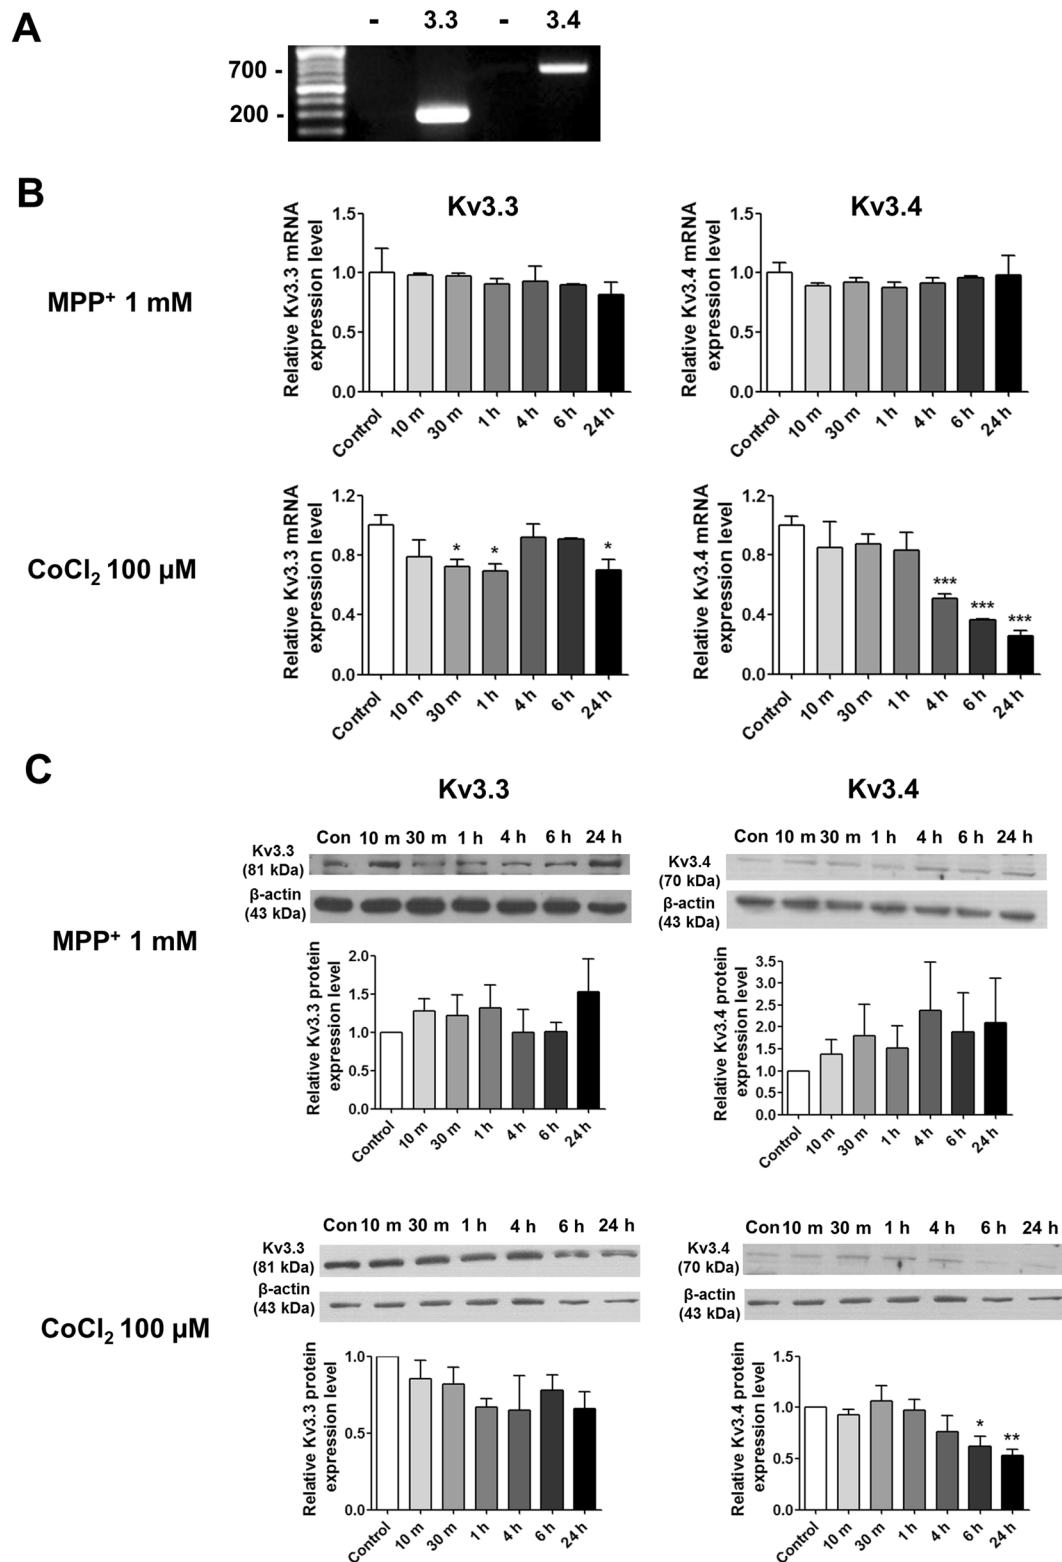 A
- 3.3 - 3.4
700 -
200 -
B
Kv3.3
Kv3.4
MPP⁺ 1 mM
Relative Kv3.3 mRNA
expression level
1.5
1.0
0.5
0.0
Control 10 m 30 m 1 h 4 h 6 h 24 h
Relative Kv3.4 mRNA
expression level
1.5
1.0
0.5
0.0
Control 10 m 30 m 1 h 4 h 6 h 24 h
CoCl₂ 100 µM
Relative Kv3.3 mRNA
expression level
1.2
0.8
0.4
0.0
* * *
Control 10 m 30 m 1 h 4 h 6 h 24 h
Relative Kv3.4 mRNA
expression level
1.2
0.8
0.4
0.0
*** *** ***
Control 10 m 30 m 1 h 4 h 6 h 24 h
C
Kv3.3
Kv3.4
MPP⁺ 1 mM
Con 10 m 30 m 1 h 4 h 6 h 24 h
Kv3.3
(81 kDa)
β-actin
(43 kDa)
Relative Kv3.3 protein
expression level
2.0
1.5
1.0
0.5
0.0
Control 10 m 30 m 1 h 4 h 6 h 24 h
Con 10 m 30 m 1 h 4 h 6 h 24 h
Kv3.4
(70 kDa)
β-actin
(43 kDa)
Relative Kv3.4 protein
expression level
3.5
3.0
2.5
2.0
1.5
1.0
0.5
0.0
Control 10 m 30 m 1 h 4 h 6 h 24 h
CoCl₂ 100 µM
Con 10 m 30 m 1 h 4 h 6 h 24 h
Kv3.3
(81 kDa)
β-actin
(43 kDa)
Relative Kv3.3 protein
expression level
1.0
0.5
0.0
Control 10 m 30 m 1 h 4 h 6 h 24 h
Con 10 m 30 m 1 h 4 h 6 h 24 h
Kv3.4
(70 kDa)
β-actin
(43 kDa)
Relative Kv3.4 protein
expression level
1.5
1.0
0.5
0.0
* **
Control 10 m 30 m 1 h 4 h 6 h 24 h